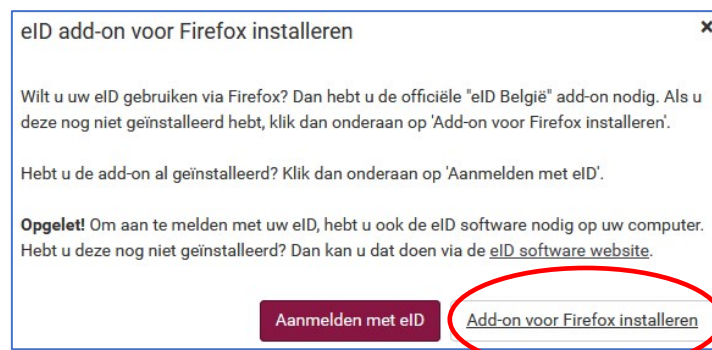 eID add-on voor Firefox installeren
Wilt u uw eID gebruiken via Firefox? Dan hebt u de officiële "eID België" add-on nodig. Als u
deze nog niet geïnstalleerd hebt, klik dan onderaan op 'Add-on voor Firefox installeren'.
Hebt u de add-on al geïnstalleerd? Klik dan onderaan op 'Aanmelden met eID'.
Opgelet! Om aan te melden met uw eID, hebt u ook de eID software nodig op uw computer.
Hebt u deze nog niet geïnstalleerd? Dan kan u dat doen via de eID software website.
Aanmelden met eID Add-on voor Firefox installeren